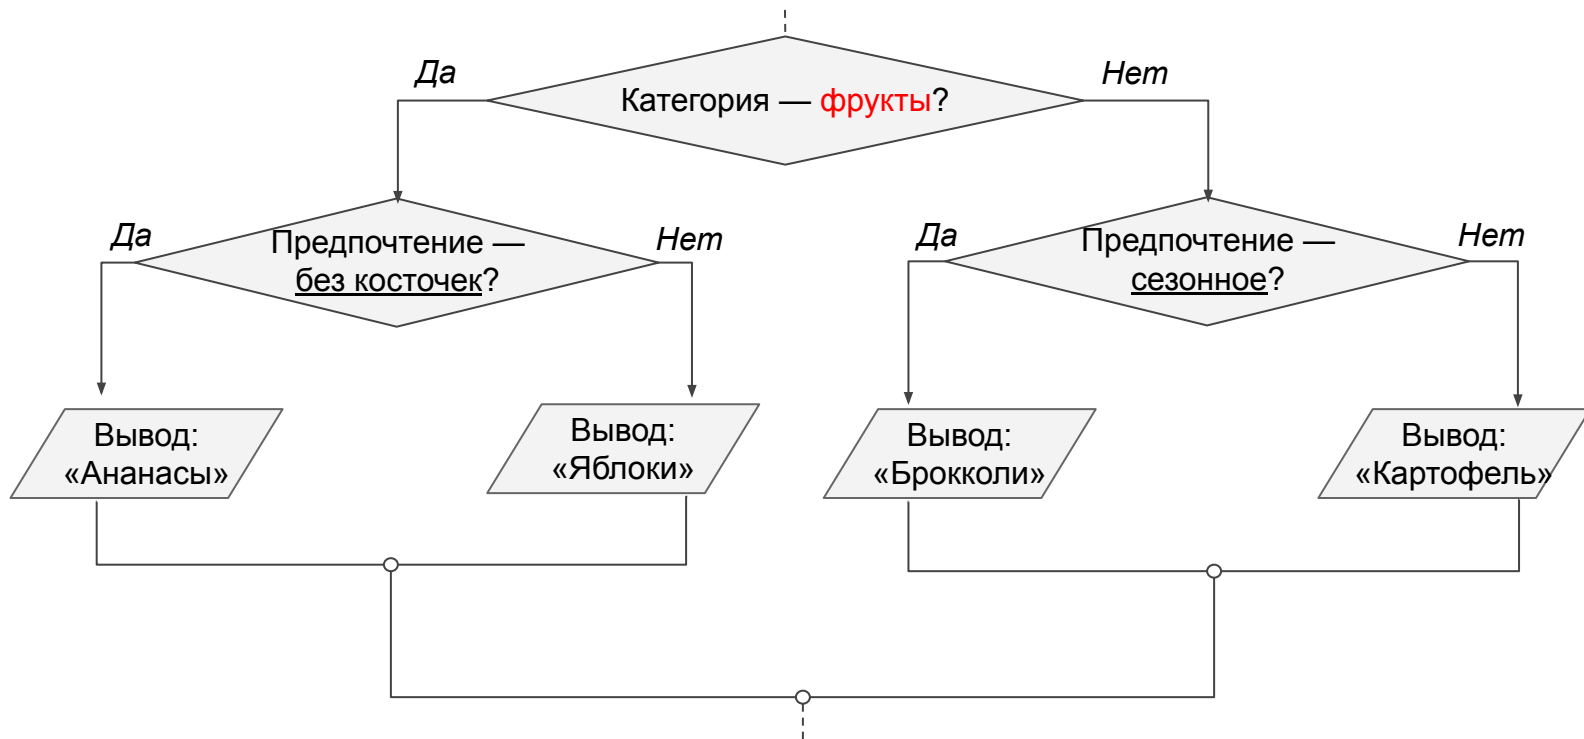 Да
Нет
Категория — фрукты?
Да
Предпочтение —
без косточек?
Нет
Да
Предпочтение —
сезонное?
Нет
Вывод:
«Ананасы»
Вывод:
«Яблоки»
Вывод:
«Брокколи»
Вывод:
«Картофель»